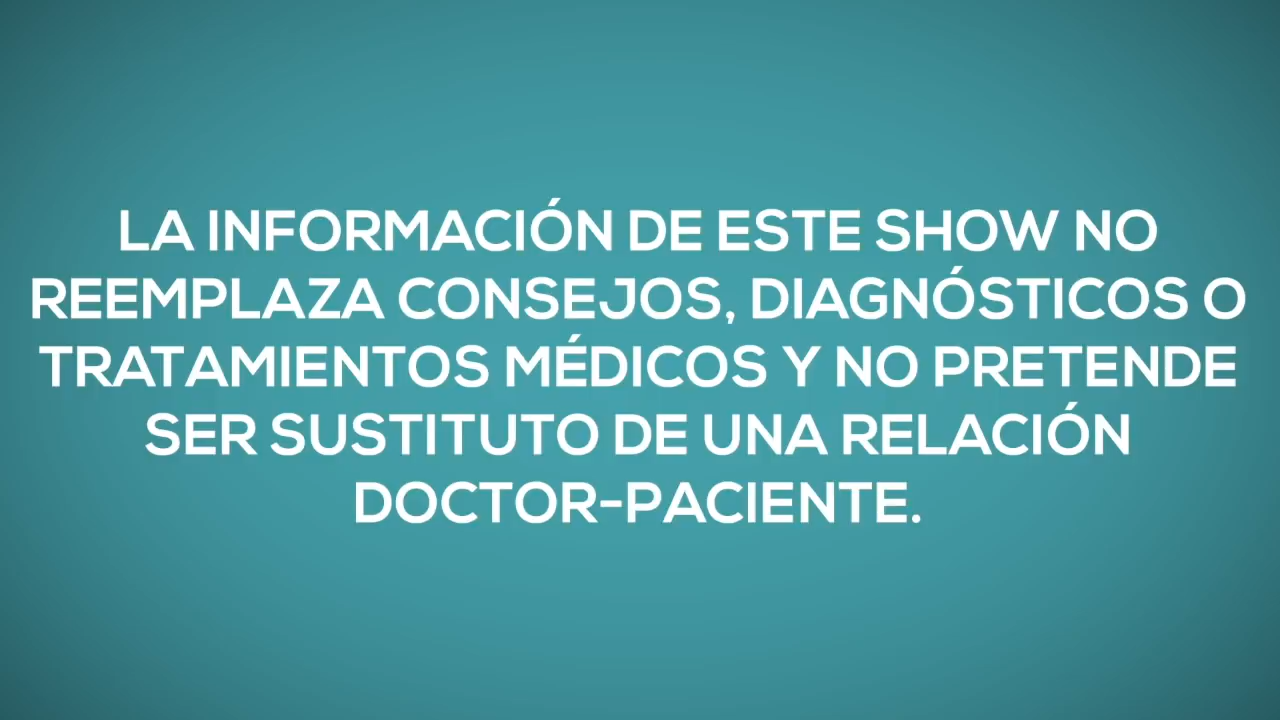 LA INFORMACIÓN DE ESTE SHOW NO
REEMPLAZA CONSEJOS, DIAGNÓSTICOS O
TRATAMIENTOS MÉDICOS Y NO PRETENDE
SER SUSTITUTO DE UNA RELACIÓN
DOCTOR-PACIENTE.